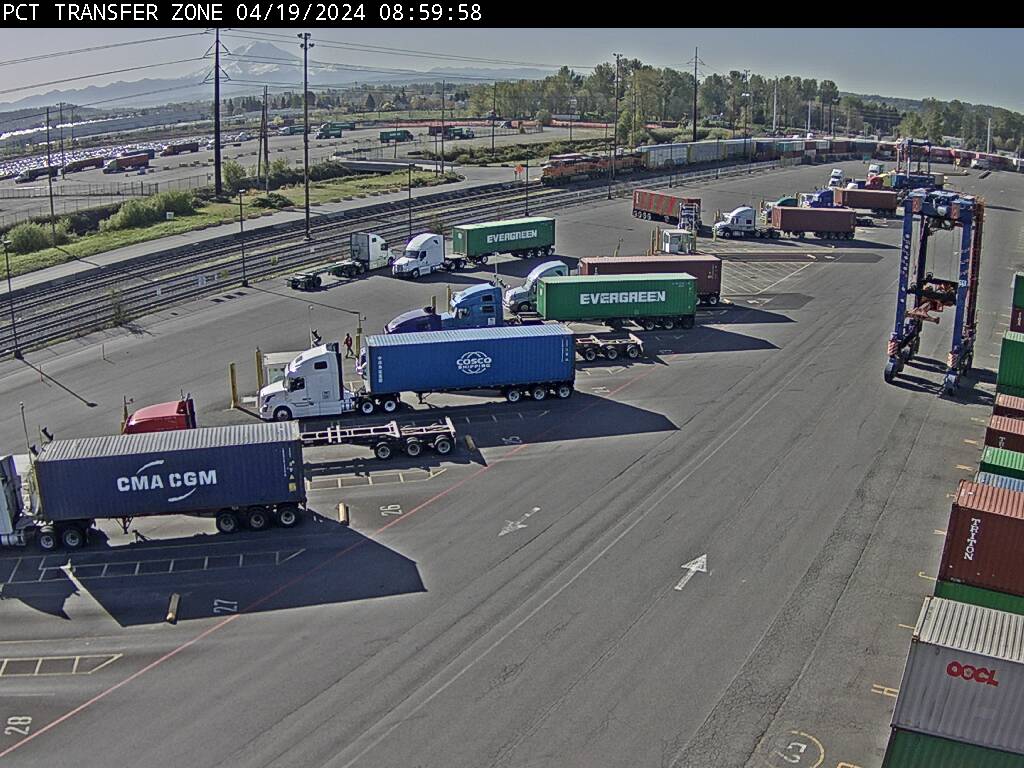 PCT TRANSFER ZONE 04/19/2024 08:59:58
EVERGREEN
EVERGREEN
COSCO
SHIPPING
CMA CGM
TRITON
OOCL
25
26
27
28